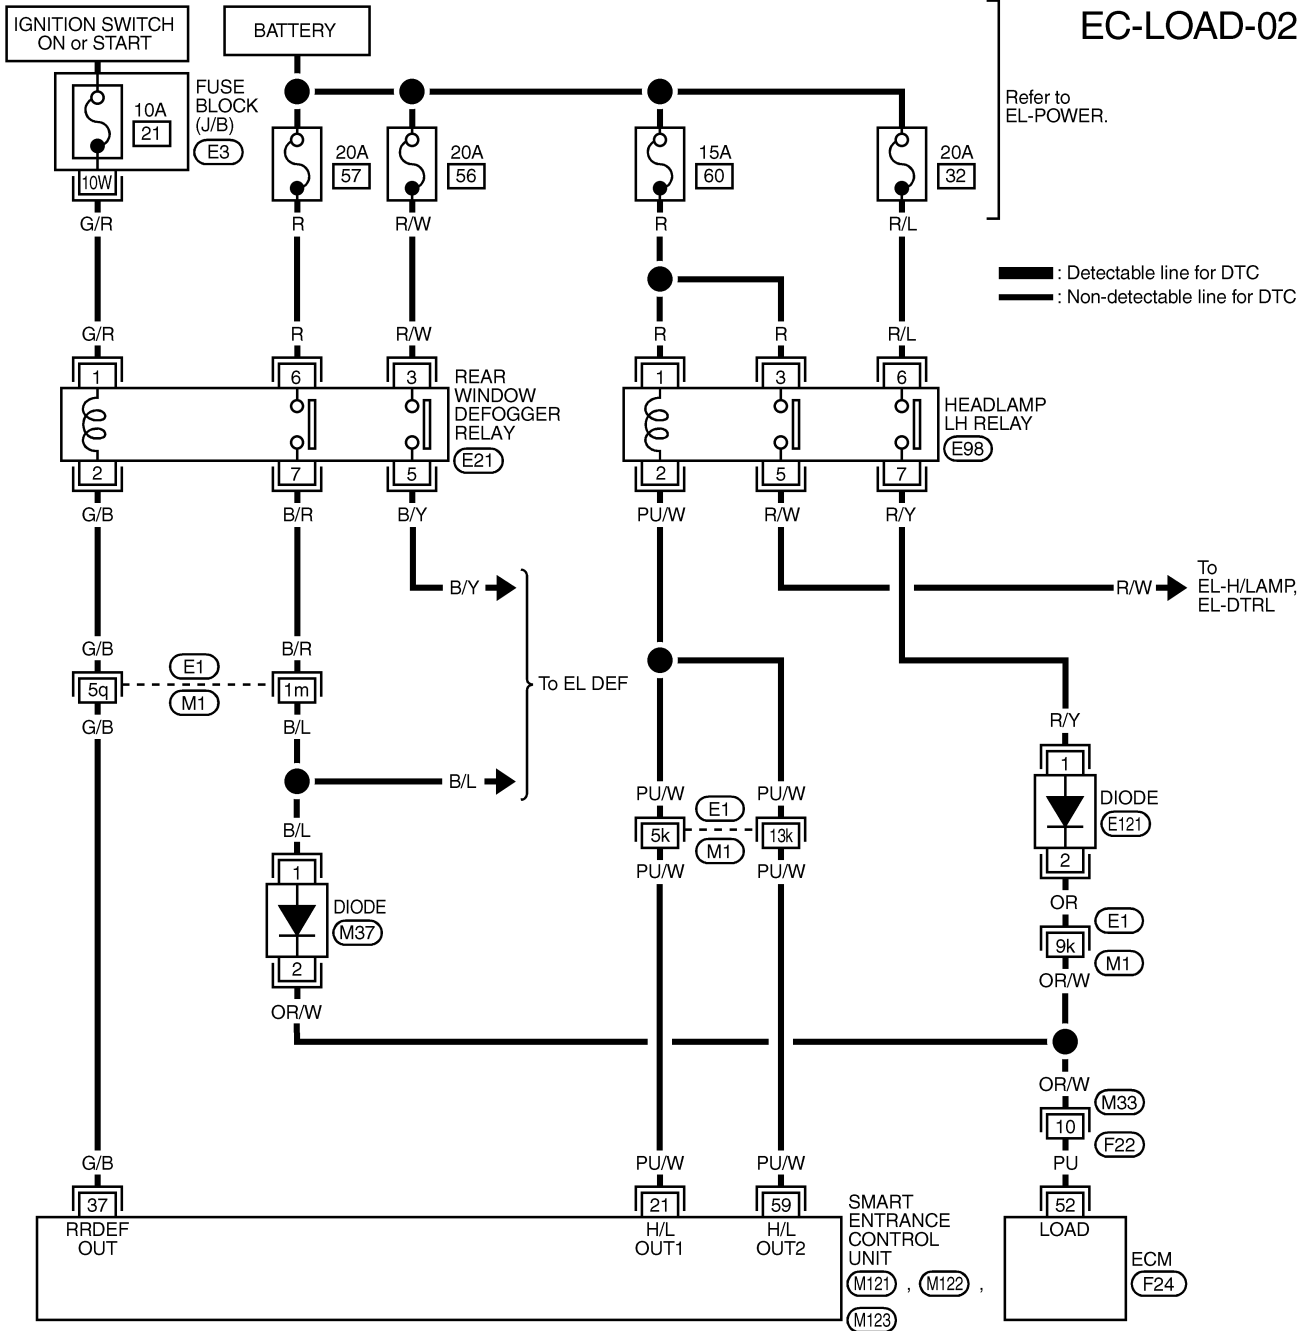 EC-LOAD-02
IGNITION SWITCH
ON or START
BATTERY
FUSE
BLOCK
(J/B)
E3
10A
21
10W
20A
57
20A
56
15A
60
20A
32
Refer to
EL-POWER.
G/R
R
R/W
R
R/L
: Detectable line for DTC
: Non-detectable line for DTC
G/R
R
R/W
R
R
R/L
1
6
3
REAR
WINDOW
DEFOGGER
RELAY
E21
1
3
6
HEADLAMP
LH RELAY
E98
2
7
5
2
5
7
G/B
B/R
B/Y
PU/W
R/W
R/Y
B/Y
R/W
To
EL-H/LAMP,
EL-DTRL
G/B
B/R
E1
5q
1m
M1
To EL DEF
G/B
B/L
R/Y
B/L
1
DIODE
E121
2
PU/W
PU/W
E1
5k
13k
M1
PU/W
PU/W
B/L
1
DIODE
M37
2
OR
E1
9k
M1
OR/W
OR/W
OR/W
M33
10
F22
PU
G/B
PU/W
PU/W
37
21
59
52
RRDEF
OUT
H/L
OUT1
H/L
OUT2
LOAD
SMART
ENTRANCE
CONTROL
UNIT
M121 , M122 ,
M123
ECM
F24